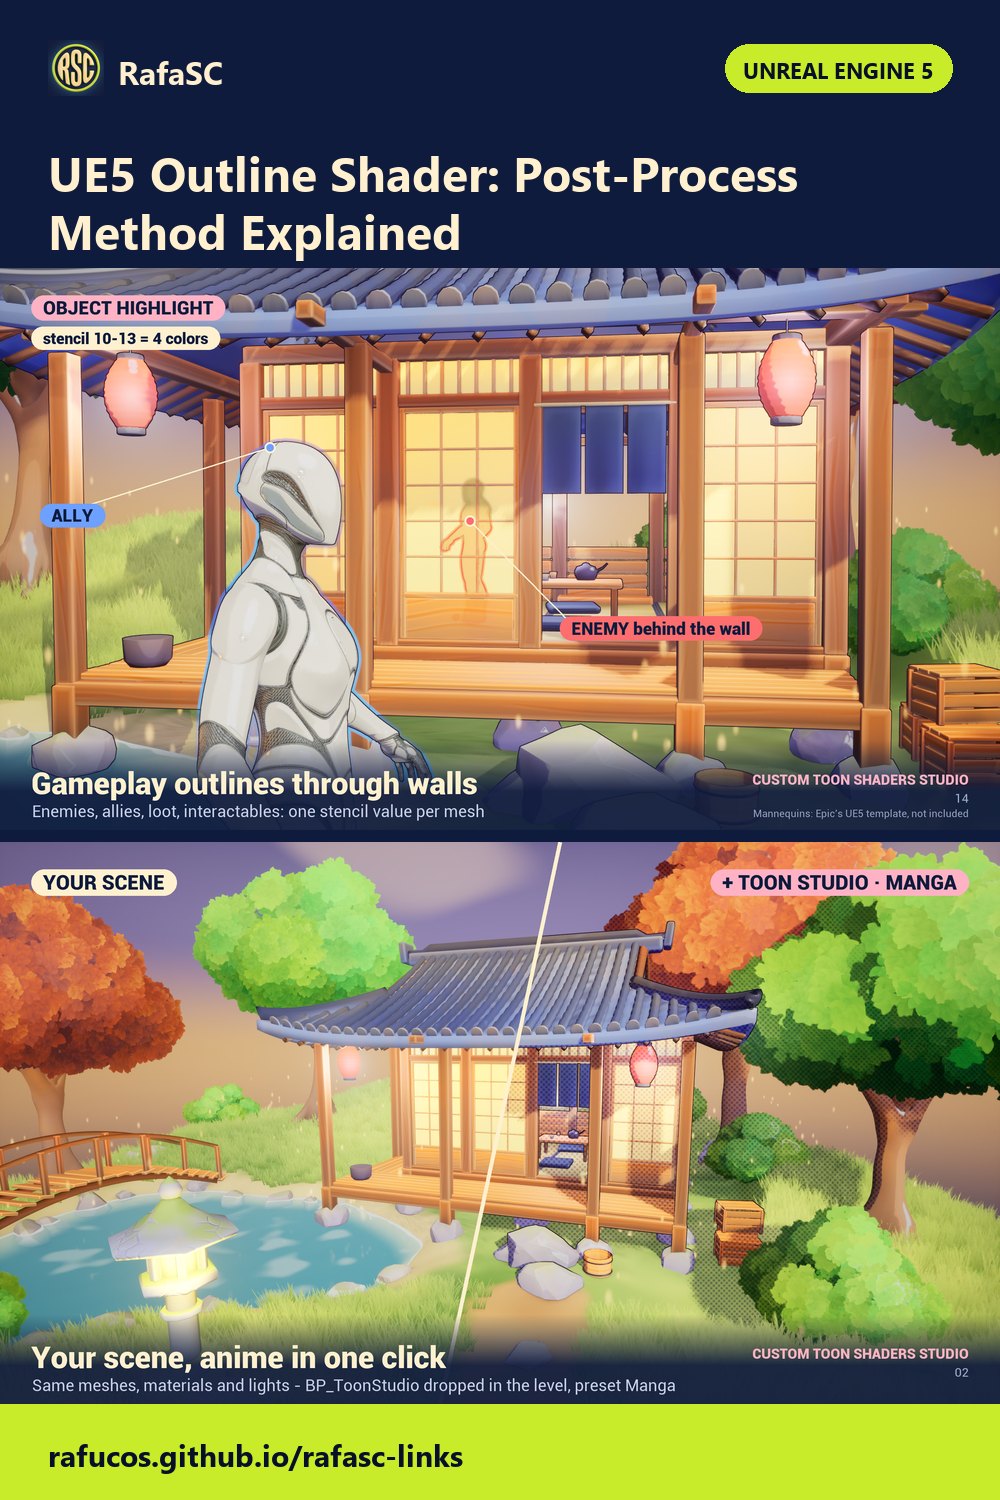 RSC
RafaSC
UNREAL ENGINE 5
UE5 Outline Shader: Post-Process
Method Explained
OBJECT HIGHLIGHT
stencil 10-13 = 4 colors
ALLY
ENEMY behind the wall
Gameplay outlines through walls
Enemies, allies, loot, interactables: one stencil value per mesh
CUSTOM TOON SHADERS STUDIO
14
Mannequins: Epic's UE5 template, not included
YOUR SCENE
+ TOON STUDIO · MANGA
Your scene, anime in one click
Same meshes, materials and lights - BP_ToonStudio dropped in the level, preset Manga
CUSTOM TOON SHADERS STUDIO
02
rafucos.github.io/rafasc-links